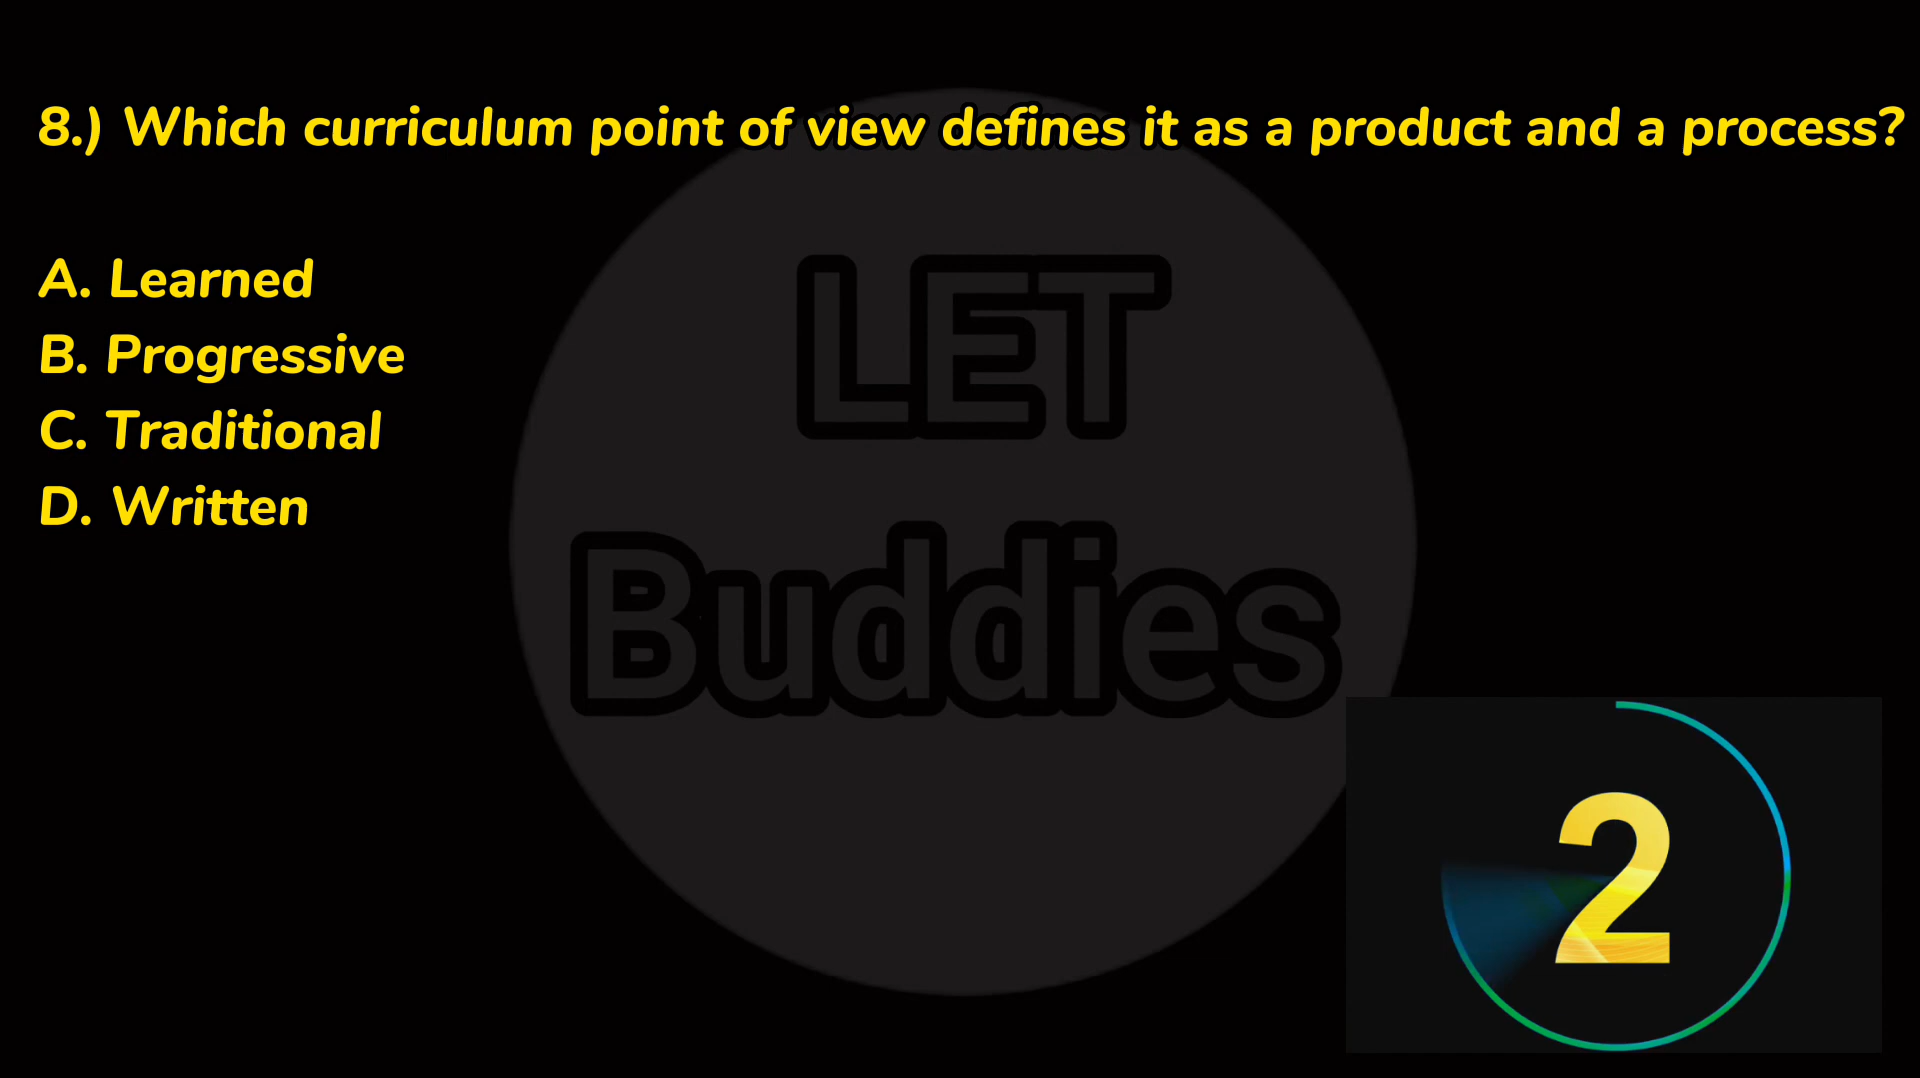 8.) Which curriculum point of view defines it as a product and a process?
A. Learned
B. Progressive
C. Traditional
D. Written
LET
Buddies
2